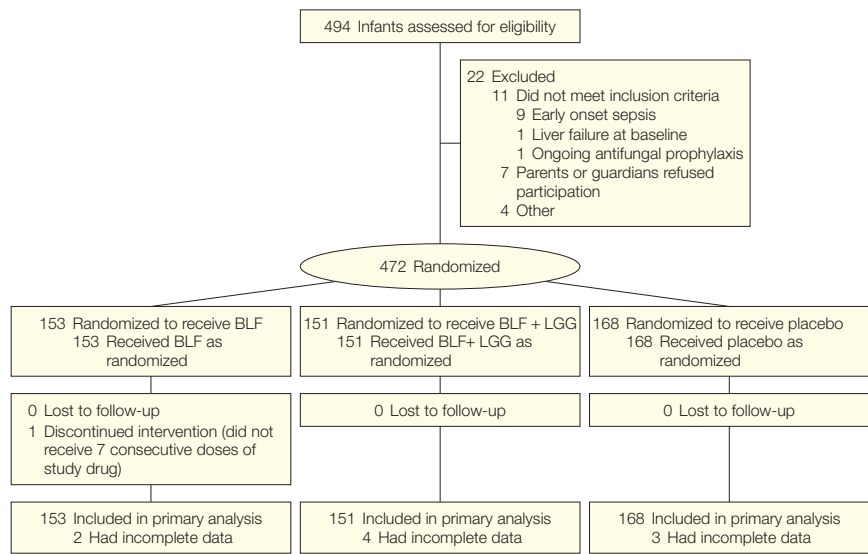 494 Infants assessed for eligibility
22 Excluded
11 Did not meet inclusion criteria
9 Early onset sepsis
1 Liver failure at baseline
1 Ongoing antifungal prophylaxis
7 Parents or guardians refused
participation
4 Other
472 Randomized
153 Randomized to receive BLF
153 Received BLF as
randomized
151 Randomized to receive BLF + LGG
151 Received BLF+ LGG as
randomized
168 Randomized to receive placebo
168 Received placebo as
randomized
0 Lost to follow-up
1 Discontinued intervention (did not
receive 7 consecutive doses of
study drug)
0 Lost to follow-up
0 Lost to follow-up
153 Included in primary analysis
2 Had incomplete data
151 Included in primary analysis
4 Had incomplete data
168 Included in primary analysis
3 Had incomplete data